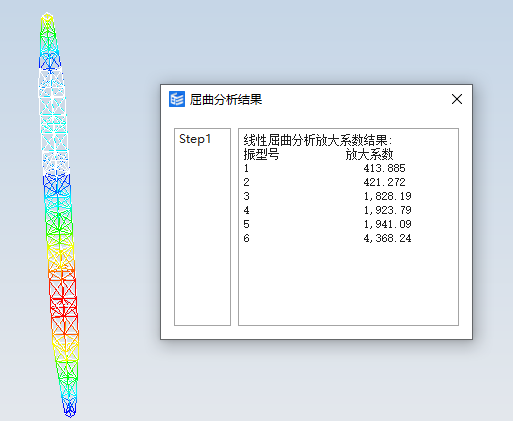 屈曲分析结果
Step1
线性屈曲分析放大系数结果:
振型号 放大系数
1 413.885
2 421.272
3 1,828.19
4 1,923.79
5 1,941.09
6 4,368.24